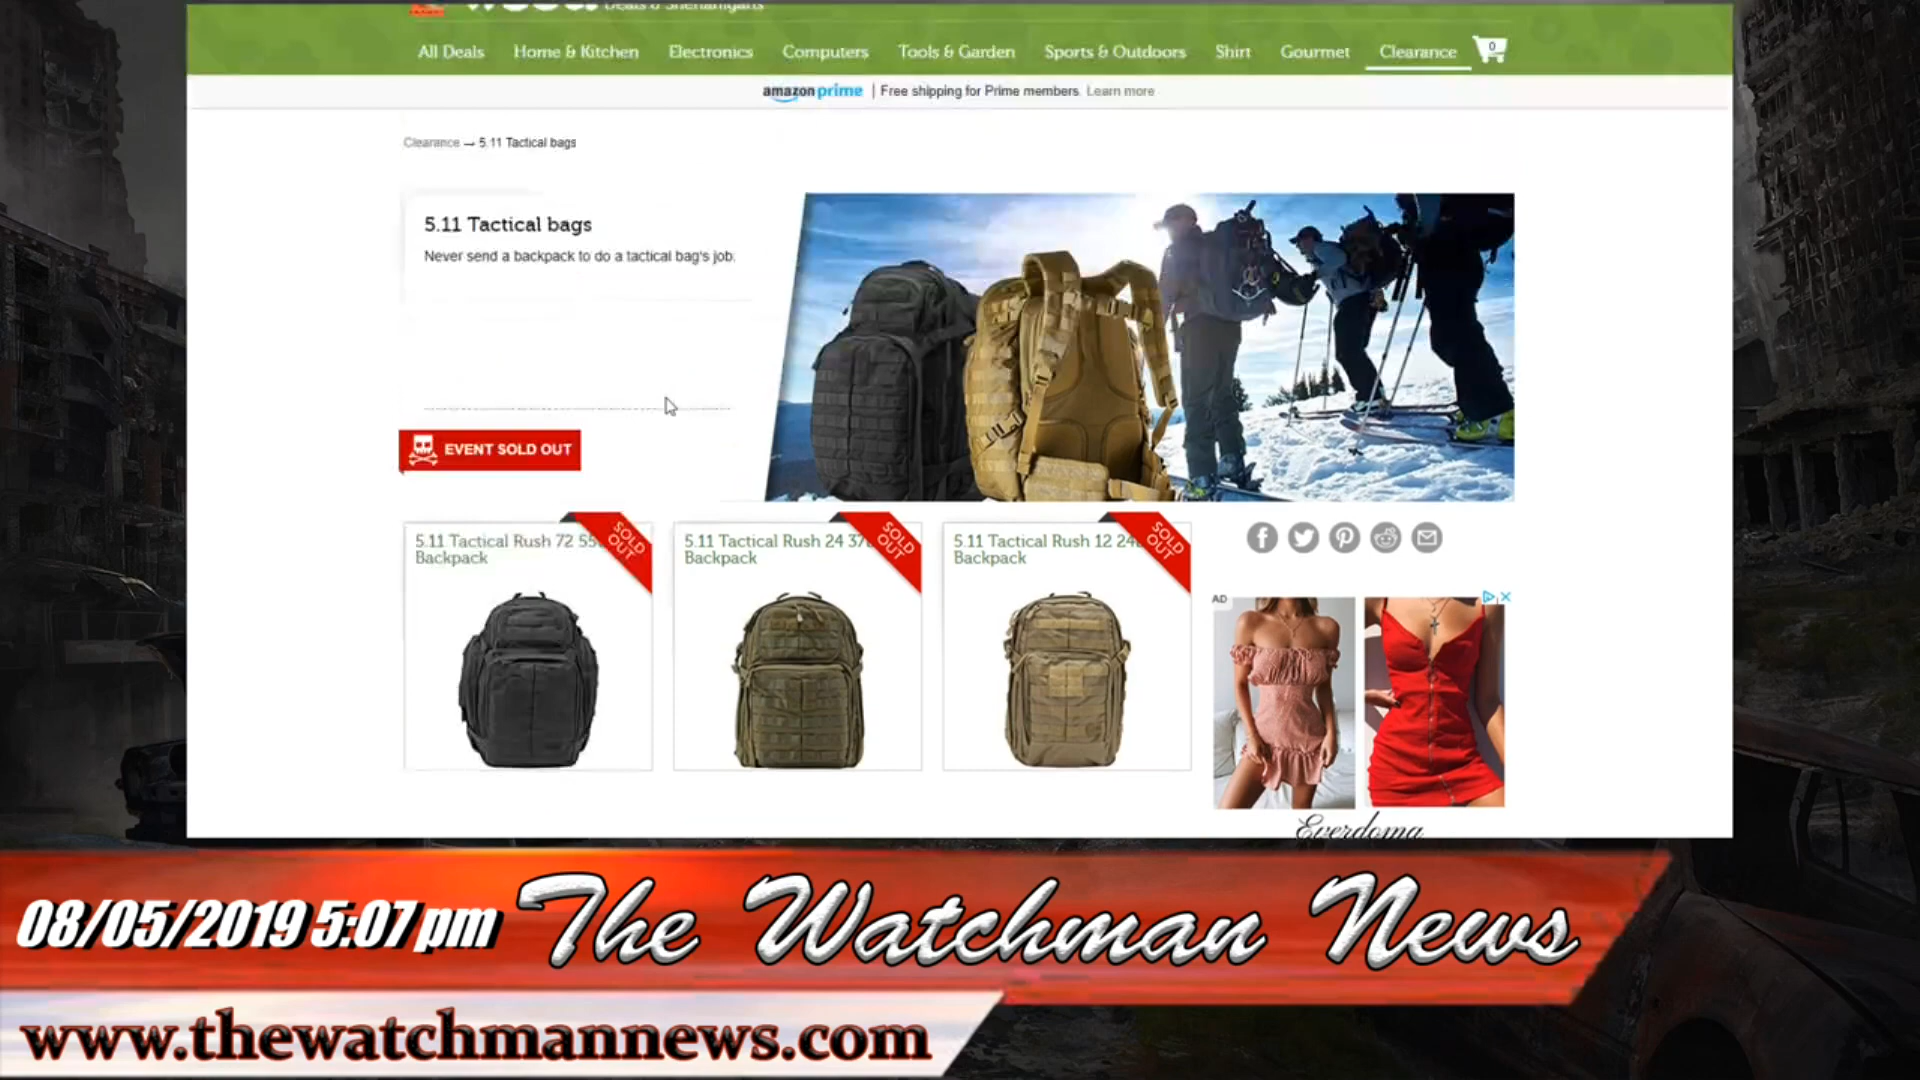 Deals & Shenanigans
All Deals Home & Kitchen Electronics Computers Tools & Garden Sports & Outdoors Shirt Gourmet Clearance 0
amazon prime | Free shipping for Prime members. Learn more
Clearance → 5.11 Tactical bags
5.11 Tactical bags
Never send a backpack to do a tactical bag's job.
EVENT SOLD OUT
5.11 Tactical Rush 72
Backpack
SOLD OUT
5.11 Tactical Rush 24
Backpack
SOLD OUT
5.11 Tactical Rush 12
Backpack
SOLD OUT
AD
Everdoma
08/05/2019 5:07 pm
The Watchman News
www.thewatchmannews.com